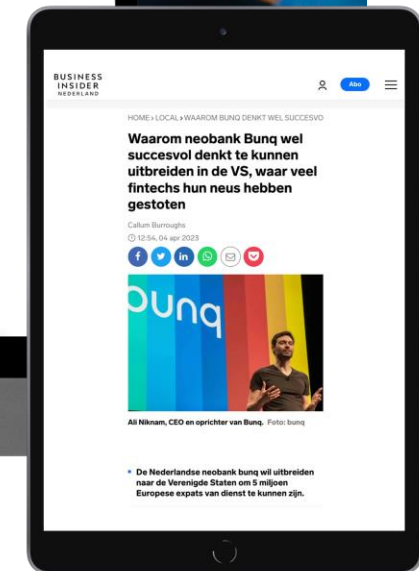 BUSINESS
INSIDER
NEDERLAND
Abo
HOME › LOCAL › WAAROM BUNQ DENKT WEL SUCCESVO
Waarom neobank Bunq wel
succesvol denkt te kunnen
uitbreiden in de VS, waar veel
fintechs hun neus hebben
gestoten
Callum Burroughs
12:54, 04 apr 2023
bunq
Ali Niknam, CEO en oprichter van Bunq. Foto: bunq
De Nederlandse neobank bunq wil uitbreiden
naar de Verenigde Staten om 5 miljoen
Europese expats van dienst te kunnen zijn.